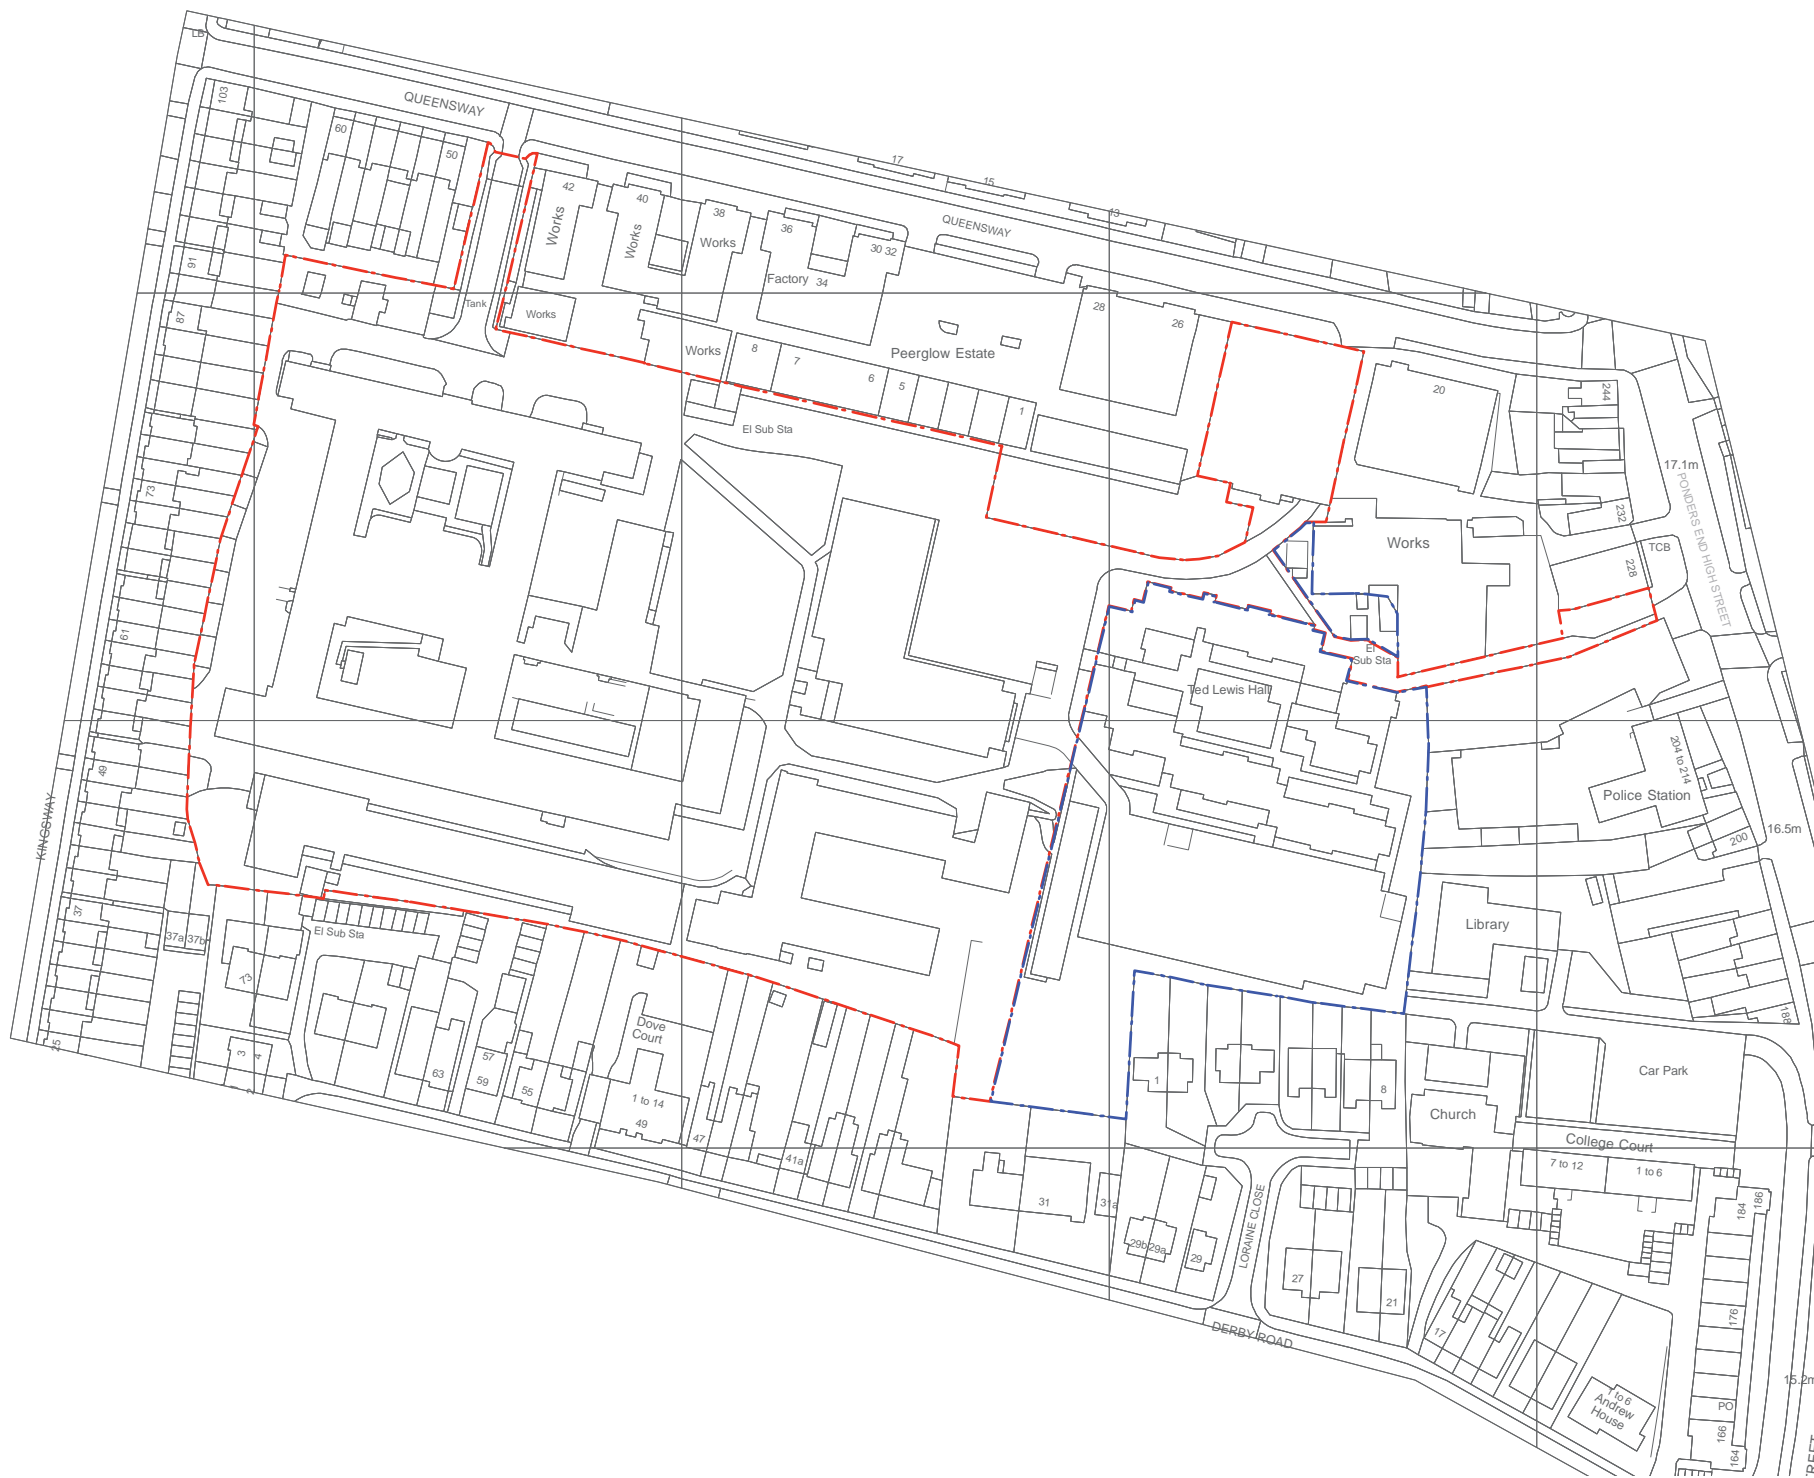 LB
103
QUEENSWAY
60
50
17
15
13
42
Works
40
Works
38
Works
36
30 32
Factory 34
QUEENSWAY
91
87
Tank
Works
Works
8
7
6
5
1
Peerglow Estate
28
26
20
244
El Sub Sta
73
17.1m
PONDERS END HIGH STREET
232
Works
TCB
228
61
El
Sub Sta
Ted Lewis Hall
49
204 to 214
Police Station
16.5m
200
KINGSWAY
37
37a
37b
El Sub Sta
73
Library
188
25
3
4
63
57
59
55
Dove
Court
1 to 14
49
47
41a
1
8
Car Park
Church
College Court
7 to 12
1 to 6
31
31a
29b
29a
29
LORAINE CLOSE
27
21
184
186
DERBY ROAD
17
176
15.2m
1 to 6
Andrew
House
PO
166
164